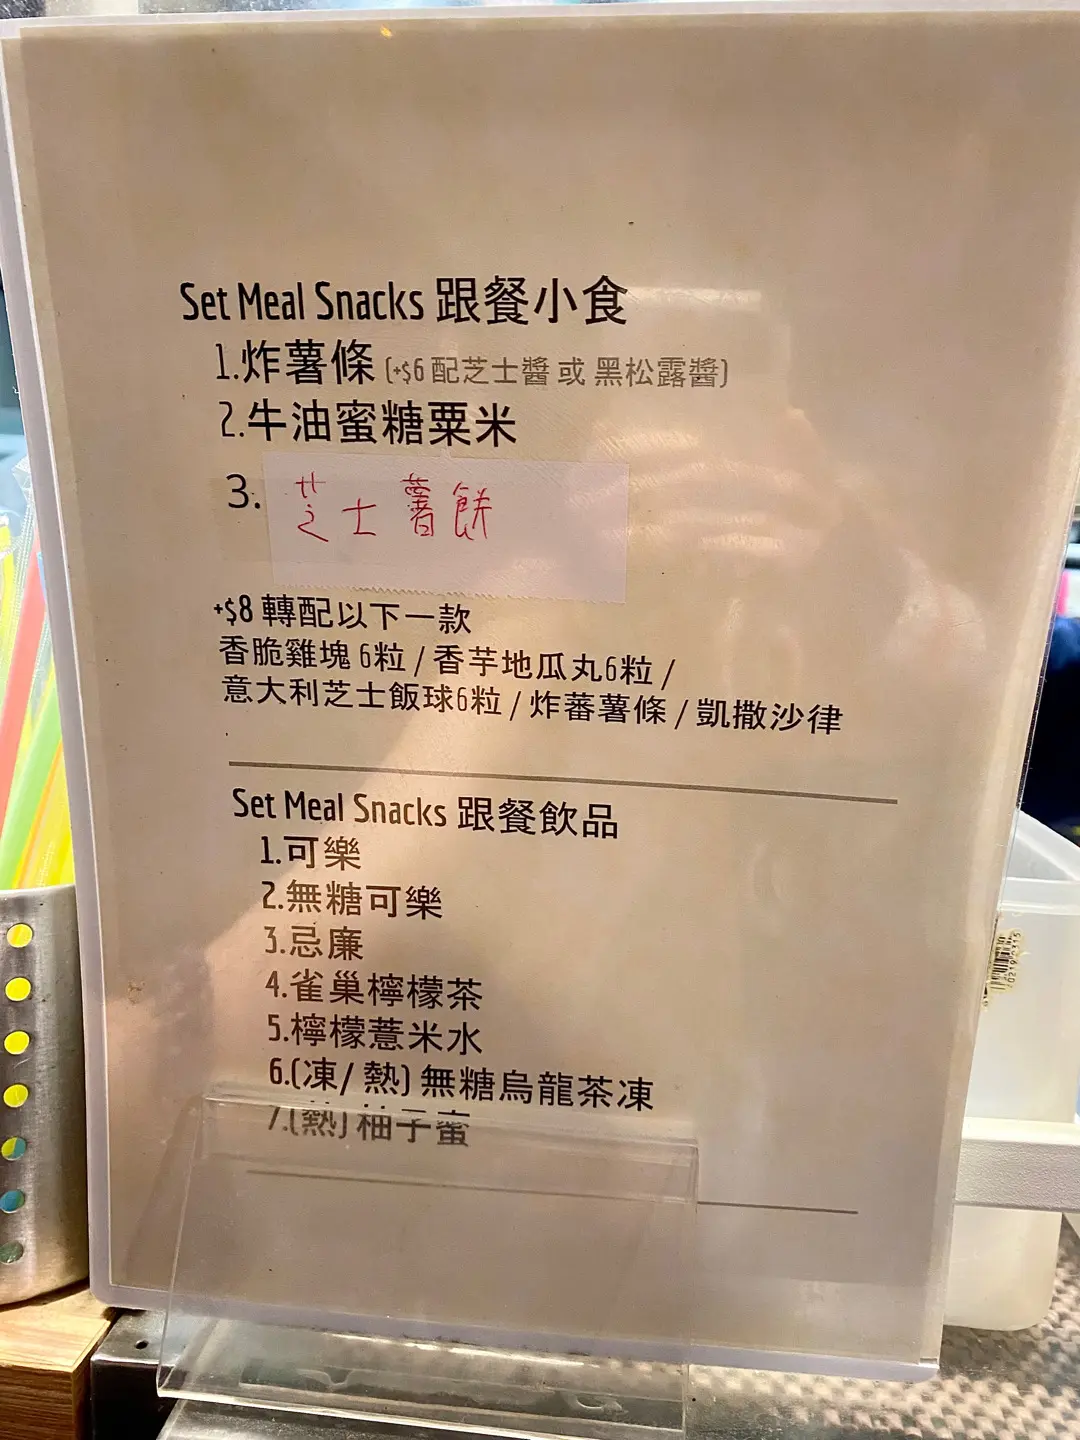 Set Meal Snacks 跟餐小食
1.炸薯條 (+$6 配芝士醬 或 黑松露醬)
2.牛油蜜糖粟米
3. 芝士薯餅
+$8 轉配以下一款
香脆雞塊 6粒 / 香芋地瓜丸6粒 /
意大利芝士飯球6粒 / 炸蕃薯條 / 凱撒沙律
Set Meal Snacks 跟餐飲品
1.可樂
2.無糖可樂
3.忌廉
4.雀巢檸檬茶
5.檸檬薏米水
6.(凍/ 熱) 無糖烏龍茶凍
7.(熱) 柚子蜜